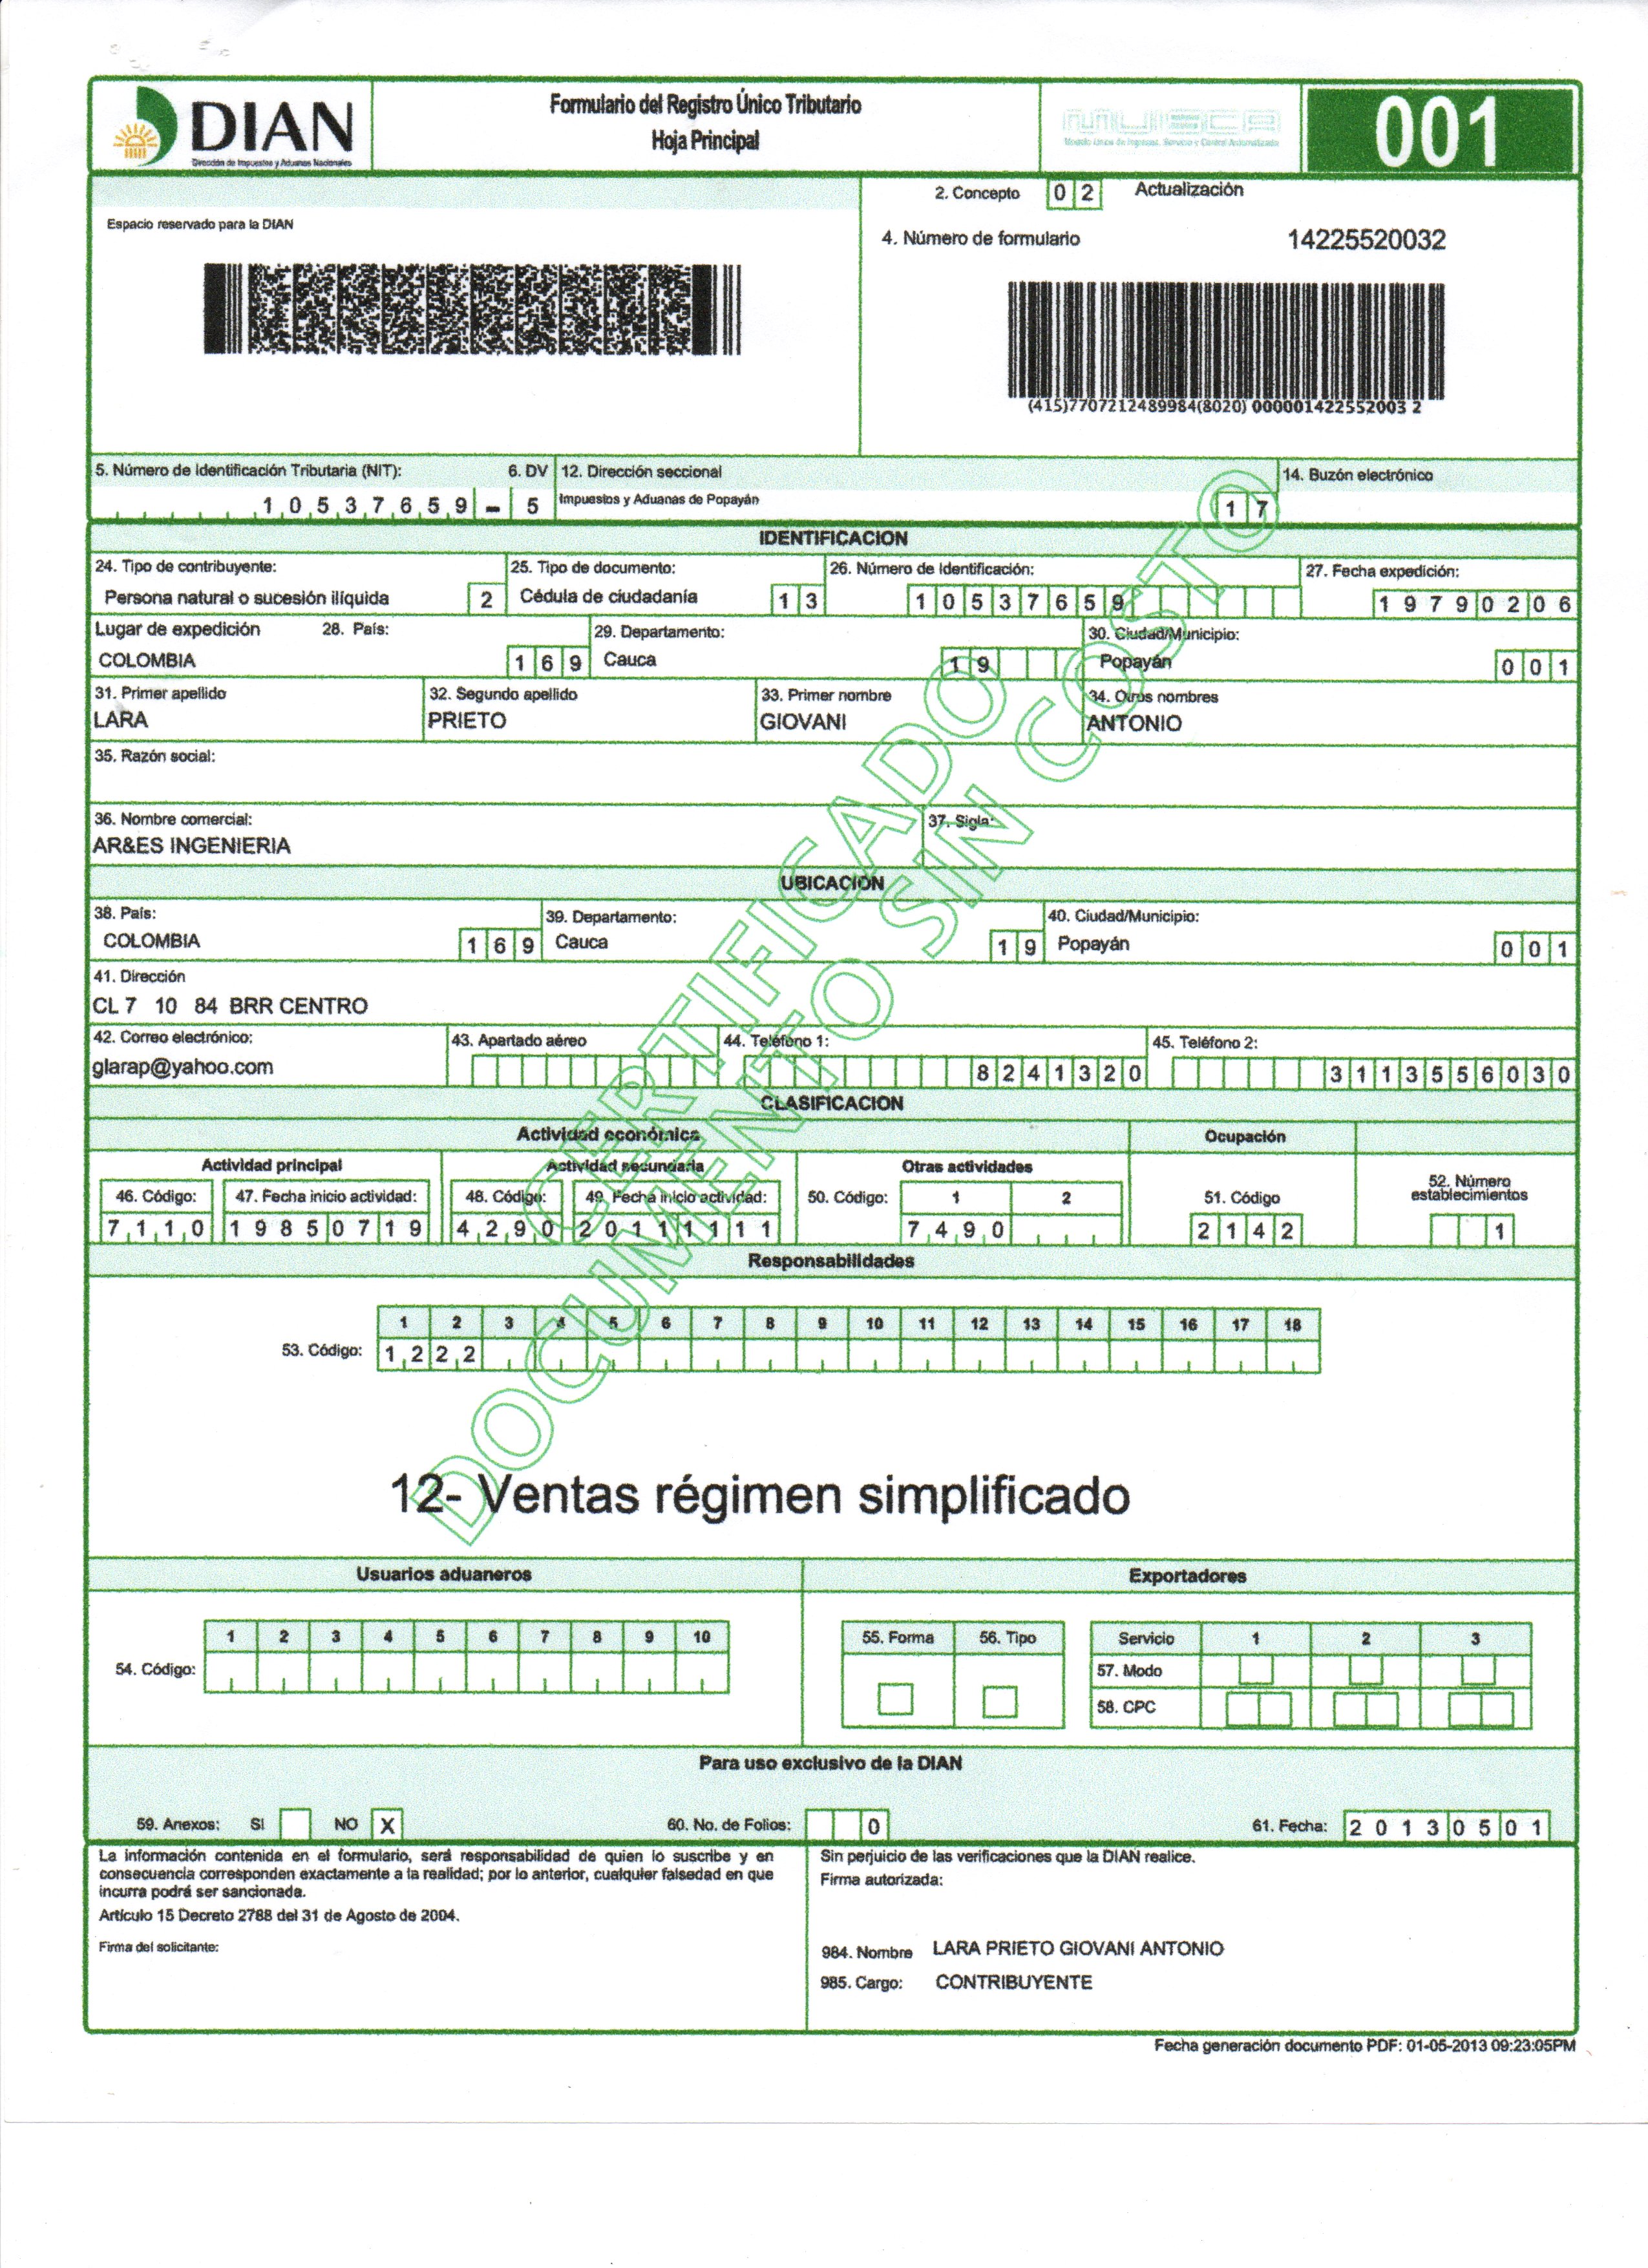 DIAN
Dirección de Impuestos y Aduanas Nacionales
Formulario del Registro Único Tributario
Hoja Principal
MUISCA
Modelo Único de Ingresos, Servicio y Control Automatizado
001
2. Concepto 0 2 Actualización
Espacio reservado para la DIAN
4. Número de formulario 14225520032
(415)7707212489984(8020) 000001422552003 2
5. Número de Identificación Tributaria (NIT): 6. DV 12. Dirección seccional 14. Buzón electrónico
1 0 5 3 7 6 5 9 - 5 Impuestos y Aduanas de Popayán 1 7
IDENTIFICACION
24. Tipo de contribuyente: 25. Tipo de documento: 26. Número de Identificación: 27. Fecha expedición:
Persona natural o sucesión ilíquida 2 Cédula de ciudadanía 1 3 1 0 5 3 7 6 5 9 1 9 7 9 0 2 0 6
Lugar de expedición 28. País: 29. Departamento: 30. Ciudad/Municipio:
COLOMBIA 1 6 9 Cauca 1 9 Popayán 0 0 1
31. Primer apellido 32. Segundo apellido 33. Primer nombre 34. Otros nombres
LARA PRIETO GIOVANI ANTONIO
35. Razón social:
36. Nombre comercial: 37. Sigla:
AR&ES INGENIERIA
UBICACION
38. País: 39. Departamento: 40. Ciudad/Municipio:
COLOMBIA 1 6 9 Cauca 1 9 Popayán 0 0 1
41. Dirección
CL 7 10 84 BRR CENTRO
42. Correo electrónico: 43. Apartado aéreo 44. Teléfono 1: 45. Teléfono 2:
glarap@yahoo.com 8 2 4 1 3 2 0 3 1 1 3 5 5 6 0 3 0
CLASIFICACION
Actividad económica Ocupación
Actividad principal Actividad secundaria Otras actividades 52. Número establecimientos
46. Código: 47. Fecha inicio actividad: 48. Código: 49. Fecha inicio actividad: 50. Código: 1 2 51. Código
7 1 1 0 1 9 8 5 0 7 1 9 4 2 9 0 2 0 1 1 1 1 1 1 7 4 9 0 2 1 4 2 1
Responsabilidades
1 2 3 4 5 6 7 8 9 10 11 12 13 14 15 16 17 18
53. Código: 1 2 2 2
12- Ventas régimen simplificado
CERTIFICADO
DOCUMENTO SIN COSTO
Usuarios aduaneros Exportadores
1 2 3 4 5 6 7 8 9 10 55. Forma 56. Tipo Servicio 1 2 3
54. Código: 57. Modo
58. CPC
Para uso exclusivo de la DIAN
59. Anexos: SI NO X 60. No. de Folios: 0 61. Fecha: 2 0 1 3 0 5 0 1
La información contenida en el formulario, será responsabilidad de quien lo suscribe y en
consecuencia corresponden exactamente a la realidad; por lo anterior, cualquier falsedad en que
incurra podrá ser sancionada.
Artículo 15 Decreto 2788 del 31 de Agosto de 2004.
Firma del solicitante:
Sin perjuicio de las verificaciones que la DIAN realice.
Firma autorizada:
984. Nombre LARA PRIETO GIOVANI ANTONIO
985. Cargo: CONTRIBUYENTE
Fecha generación documento PDF: 01-05-2013 09:23:05PM